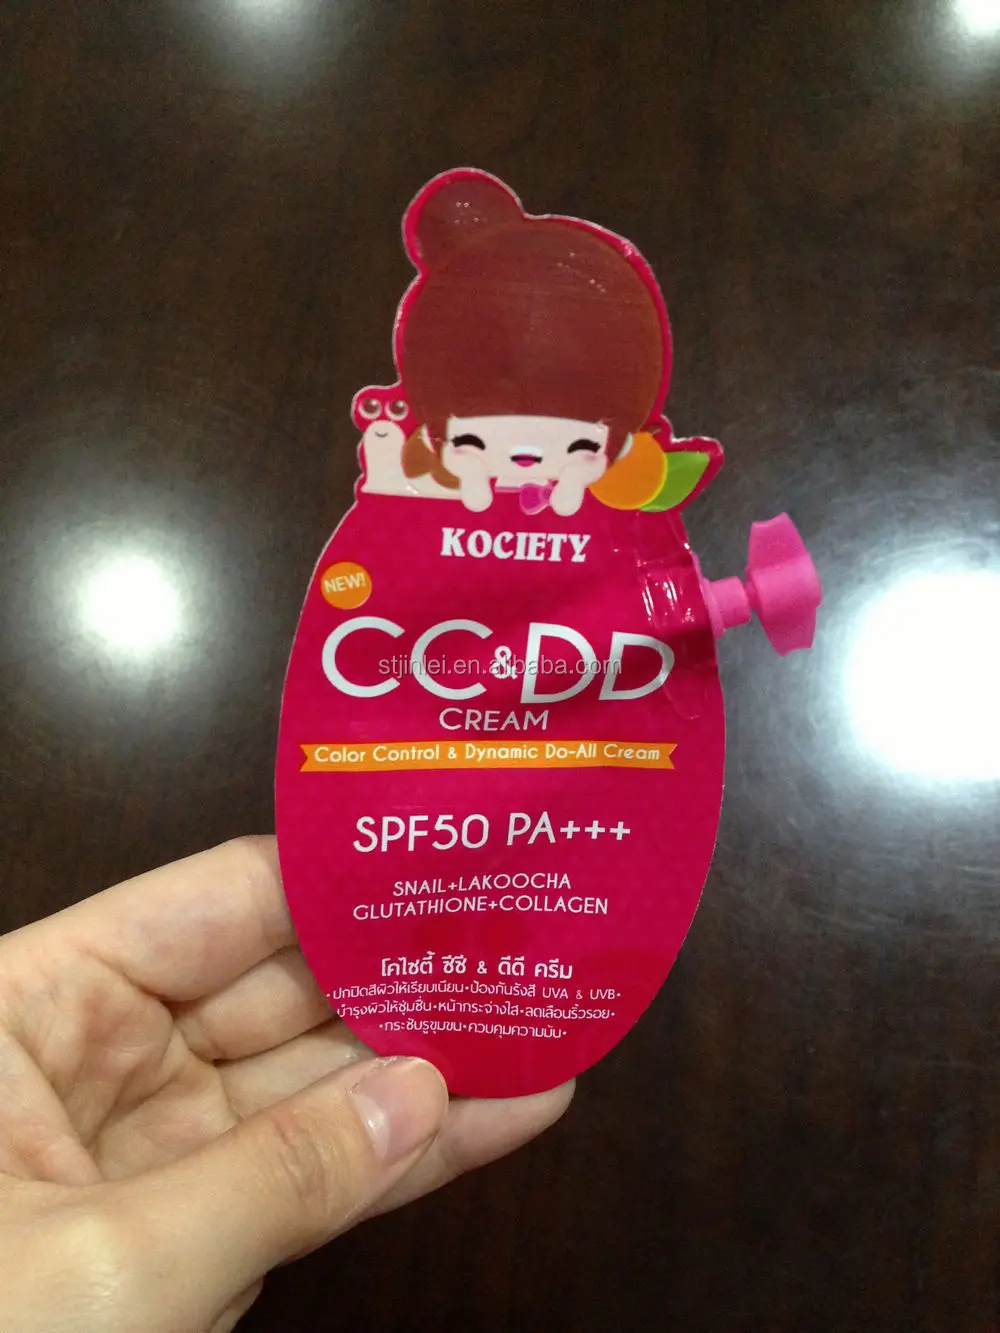 KOCIETY
NEW!
CC & DD
stjinlei.en.alibaba.com
CREAM
Color Control & Dynamic Do-All Cream
SPF50 PA+++
SNAIL+LAKOOCHA
GLUTATHIONE+COLLAGEN
โคไซตี้ ซีซี & ดีดี ครีม
•ปกปิดสีผิวให้เรียบเนียน•ป้องกันรังสี UVA & UVB•
บำรุงผิวให้ชุ่มชื่น•หน้ากระจ่างใส•ลดเลือนริ้วรอย•
•กระชับรูขุมขน•ควบคุมความมัน•